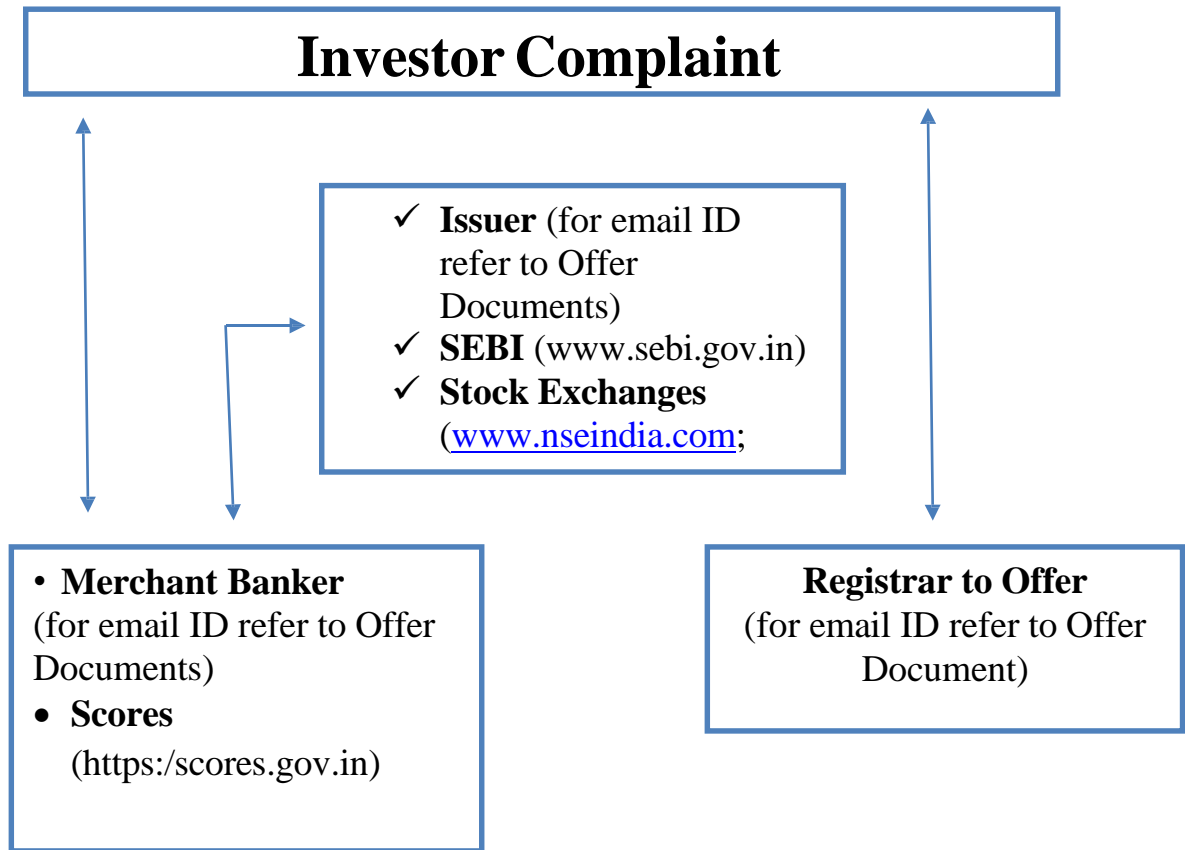 Investor Complaint
✓ Issuer (for email ID
refer to Offer
Documents)
✓ SEBI (www.sebi.gov.in)
✓ Stock Exchanges
(www.nseindia.com;
• Merchant Banker
(for email ID refer to Offer
Documents)
• Scores
(https:/scores.gov.in)
Registrar to Offer
(for email ID refer to Offer
Document)